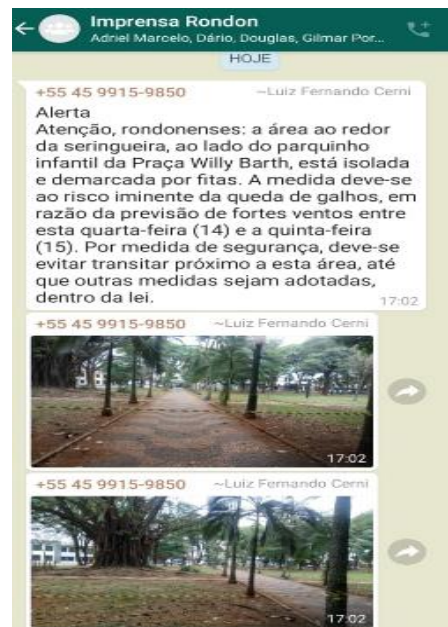 Imprensa Rondon
Adriel Marcelo, Dário, Douglas, Gilmar Por...
HOJE
+55 45 9915-9850 ~Luiz Fernando Cerni
Alerta
Atenção, rondonenses: a área ao redor
da seringueira, ao lado do parquinho
infantil da Praça Willy Barth, está isolada
e demarcada por fitas. A medida deve-se
ao risco iminente da queda de galhos, em
razão da previsão de fortes ventos entre
esta quarta-feira (14) e a quinta-feira
(15). Por medida de segurança, deve-se
evitar transitar próximo a esta área, até
que outras medidas sejam adotadas,
dentro da lei. 17:02
+55 45 9915-9850 ~Luiz Fernando Cerni
17:02
+55 45 9915-9850 ~Luiz Fernando Cerni
17:02